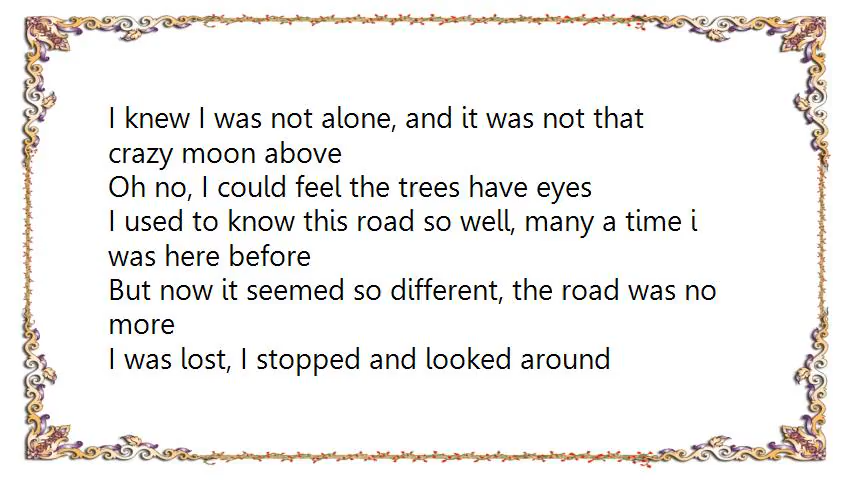 I knew I was not alone, and it was not that
crazy moon above
Oh no, I could feel the trees have eyes
I used to know this road so well, many a time i
was here before
But now it seemed so different, the road was no
more
I was lost, I stopped and looked around